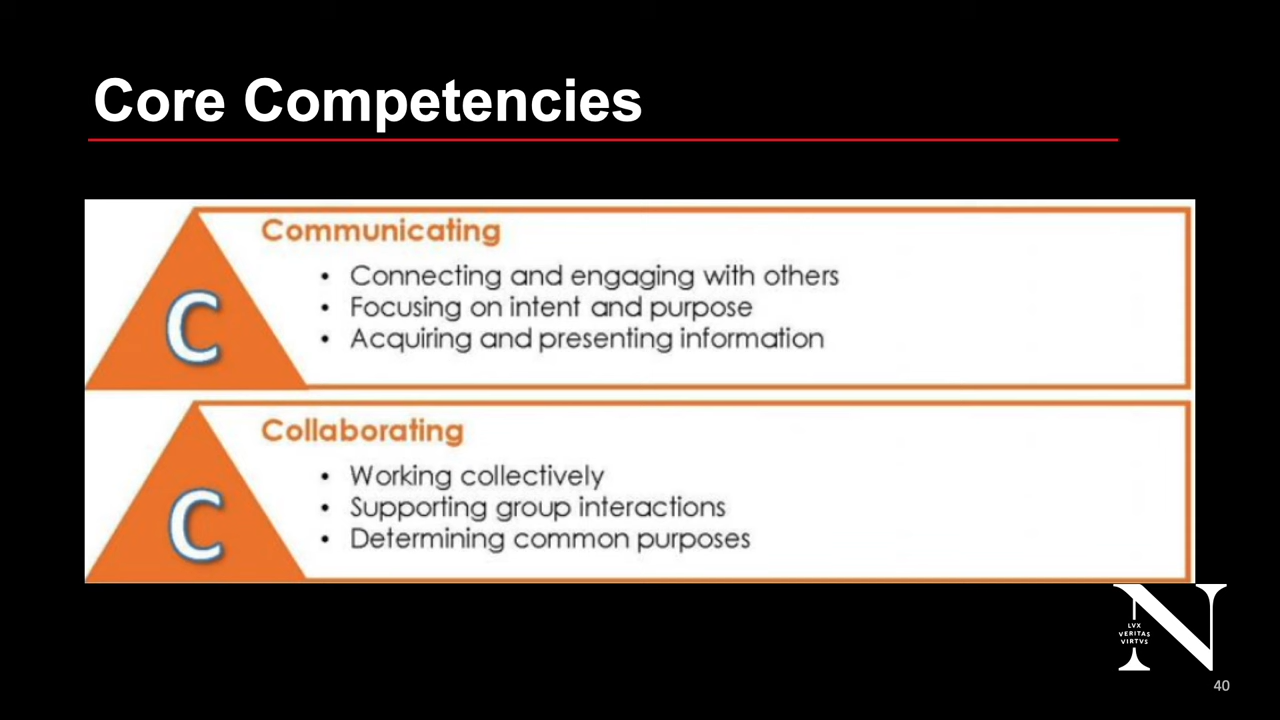 Core Competencies
Communicating
C
• Connecting and engaging with others
• Focusing on intent and purpose
• Acquiring and presenting information
Collaborating
C
• Working collectively
• Supporting group interactions
• Determining common purposes
N
LVX
VERITAS
VIRTVS
40